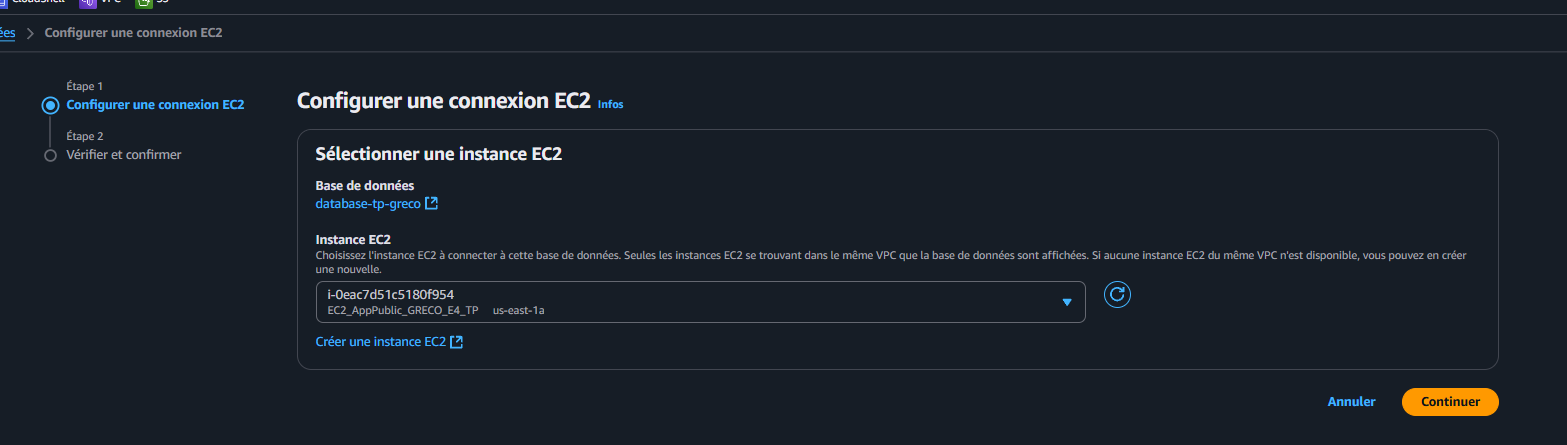 CloudShell VPC S3
ées > Configurer une connexion EC2
Étape 1
Configurer une connexion EC2
Étape 2
Vérifier et confirmer
Configurer une connexion EC2 Infos
Sélectionner une instance EC2
Base de données
database-tp-greco
Instance EC2
Choisissez l'instance EC2 à connecter à cette base de données. Seules les instances EC2 se trouvant dans le même VPC que la base de données sont affichées. Si aucune instance EC2 du même VPC n'est disponible, vous pouvez en créer
une nouvelle.
i-0eac7d51c5180f954
EC2_AppPublic_GRECO_E4_TP us-east-1a
Créer une instance EC2
Annuler
Continuer